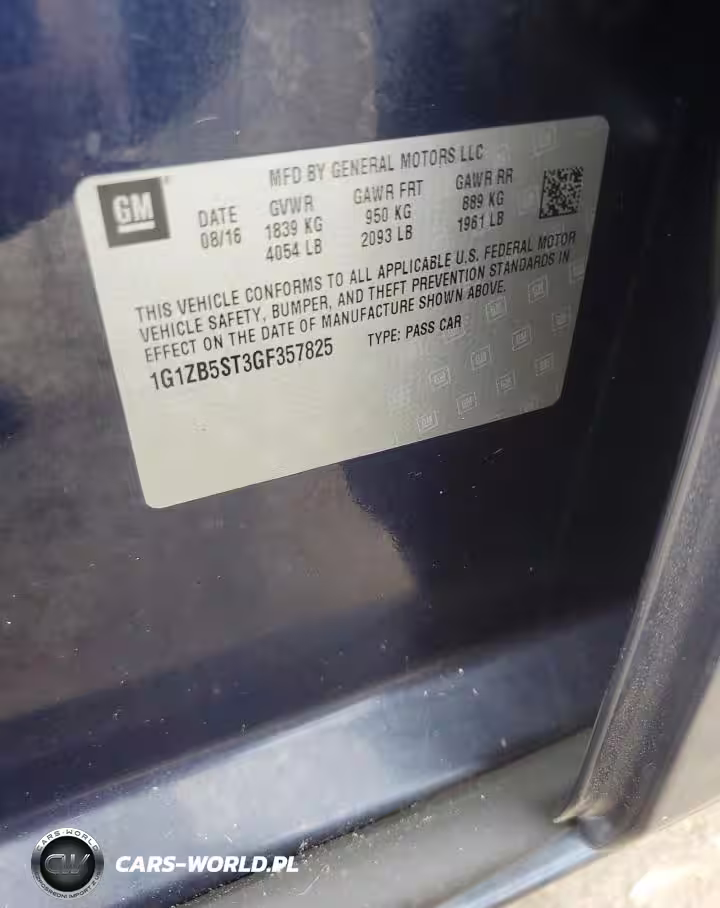 MFD BY GENERAL MOTORS LLC
GM
DATE GVWR GAWR FRT GAWR RR
08/16 1839 KG 950 KG 889 KG
4054 LB 2093 LB 1961 LB
THIS VEHICLE CONFORMS TO ALL APPLICABLE U.S. FEDERAL MOTOR
VEHICLE SAFETY, BUMPER, AND THEFT PREVENTION STANDARDS IN
EFFECT ON THE DATE OF MANUFACTURE SHOWN ABOVE.
1G1ZB5ST3GF357825 TYPE: PASS CAR
CARS-WORLD
CW
CARS-WORLD.PL